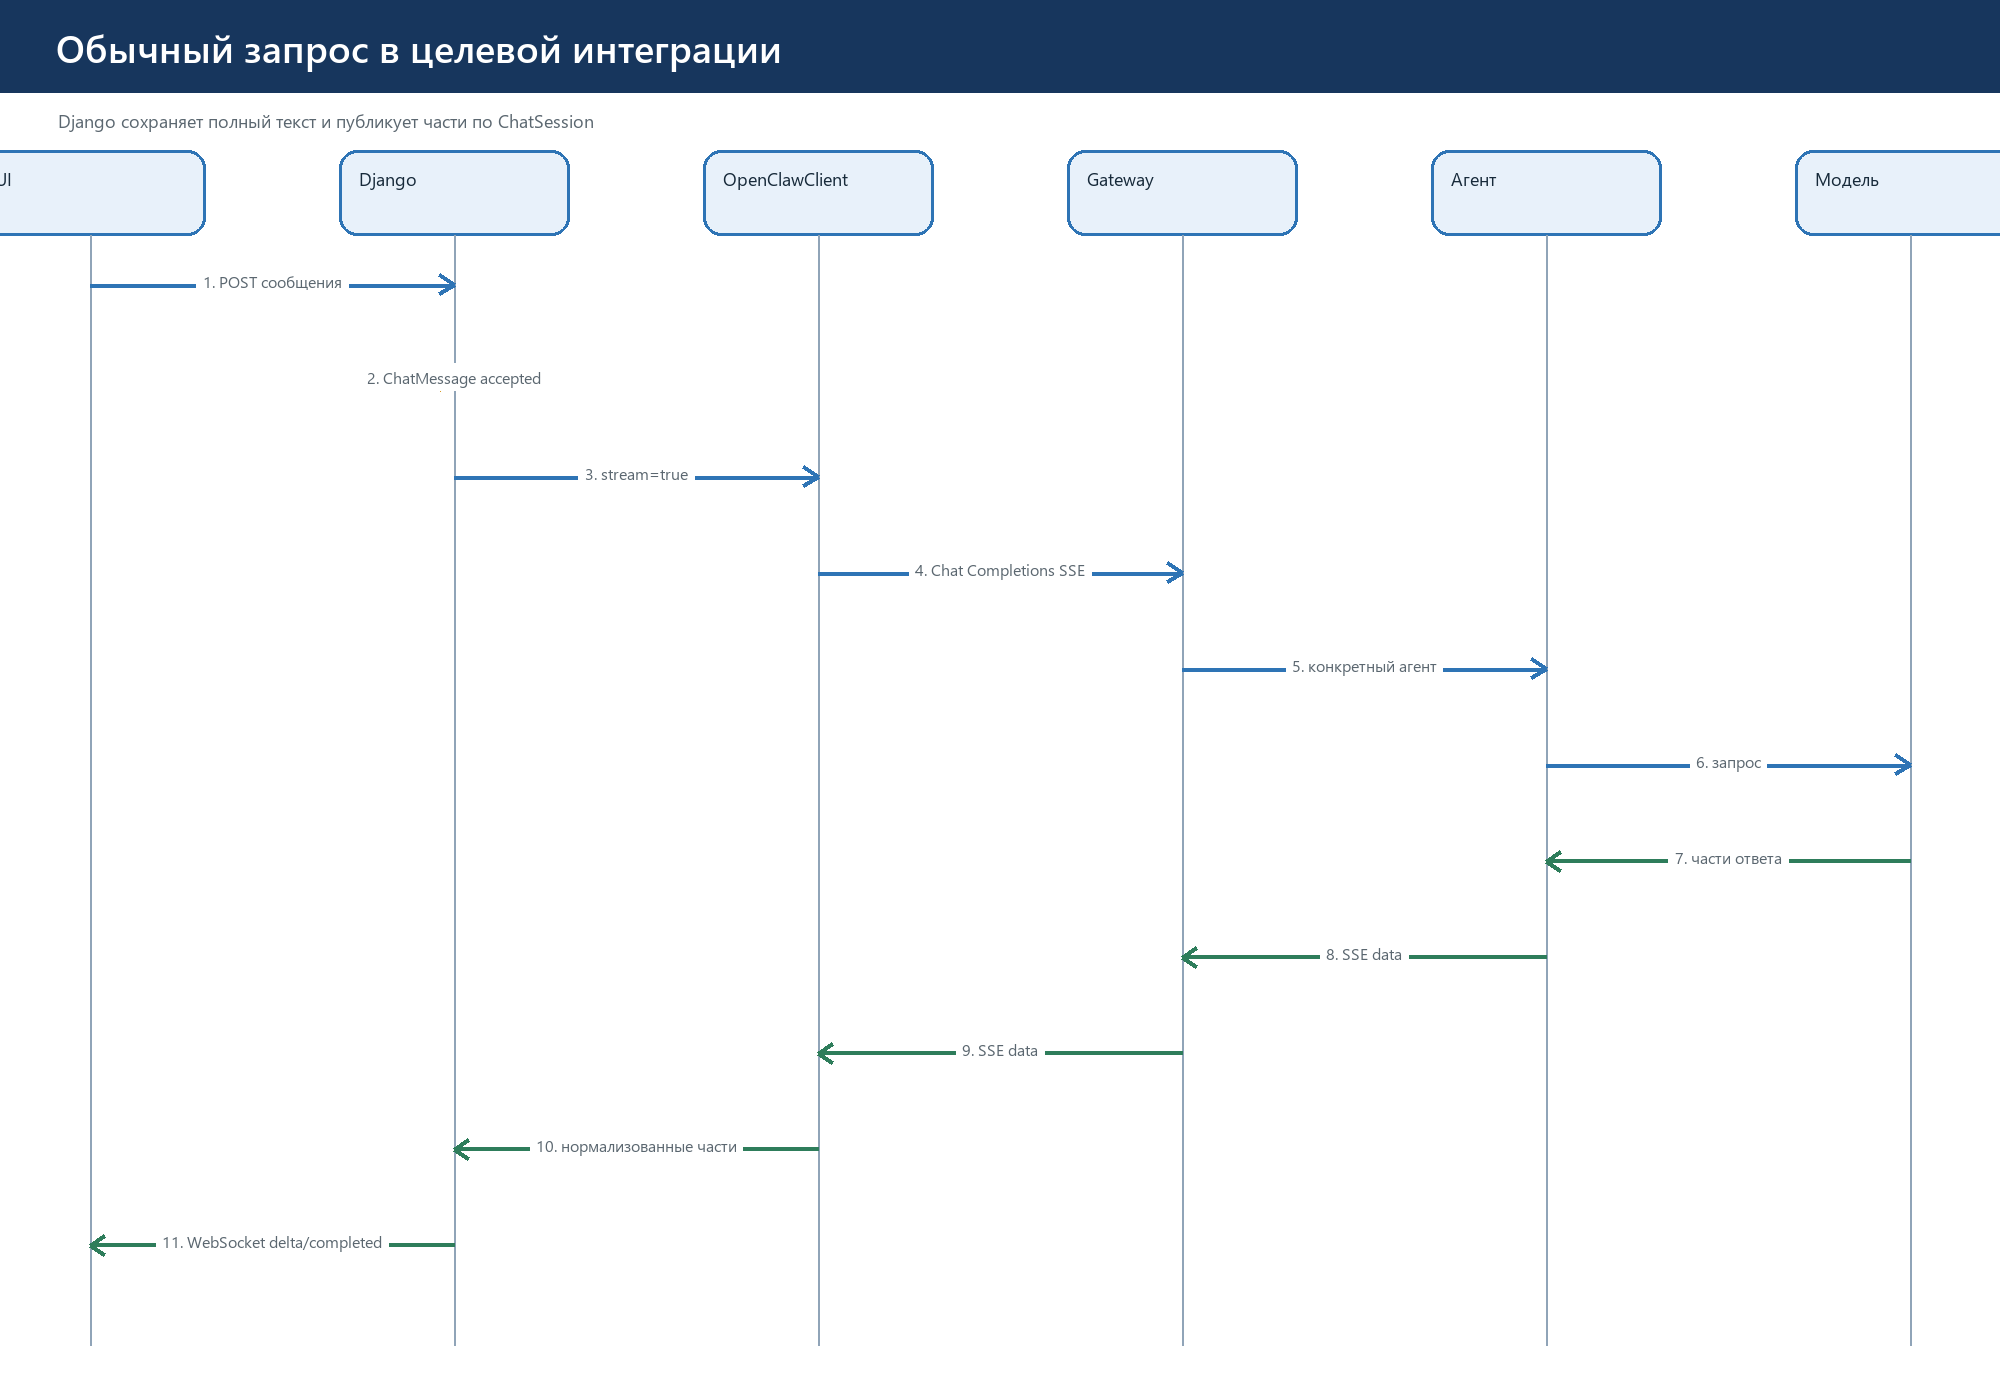 Обычный запрос в целевой интеграции
Django сохраняет полный текст и публикует части по ChatSession
UI
Django
OpenClawClient
Gateway
Агент
Модель
1. POST сообщения
2. ChatMessage accepted
3. stream=true
4. Chat Completions SSE
5. конкретный агент
6. запрос
7. части ответа
8. SSE data
9. SSE data
10. нормализованные части
11. WebSocket delta/completed